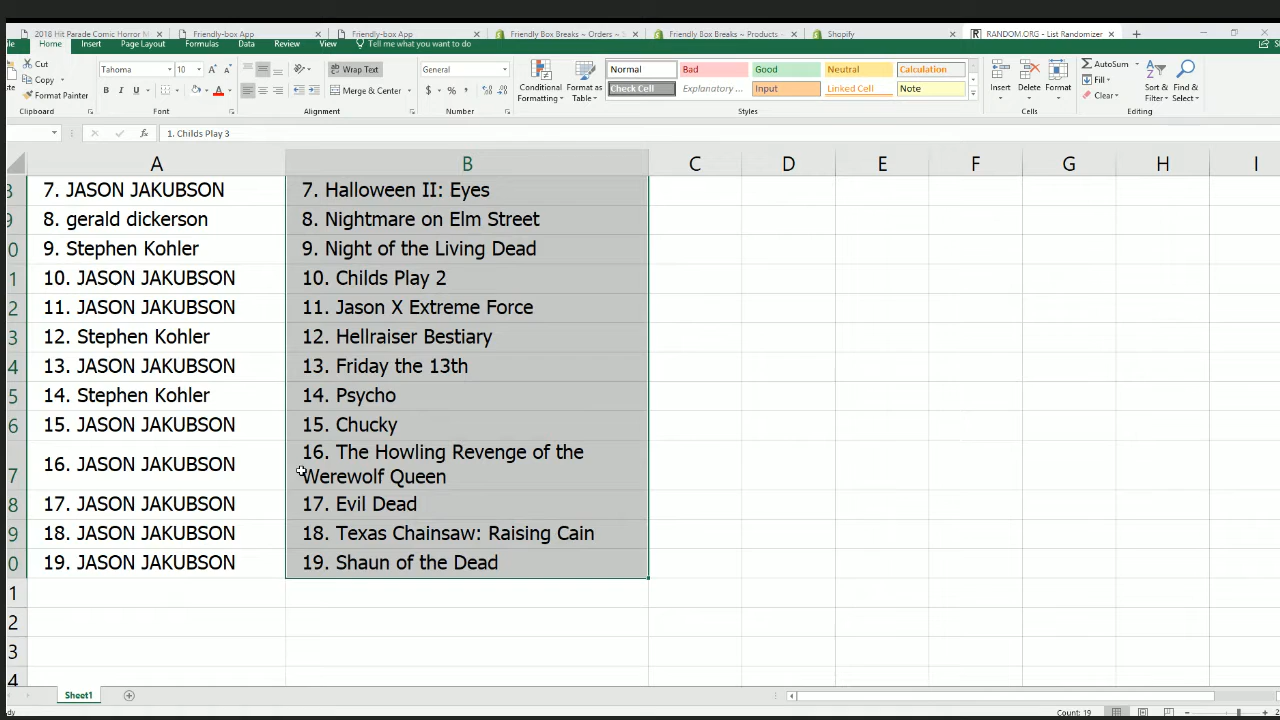 2018 Hit Parade Comic Horror M
Friendly-box App
Friendly-box App
Friendly Box Breaks ~ Orders ~ S
Friendly Box Breaks ~ Products ~
Shopify
RANDOM.ORG - List Randomizer
Home Insert Page Layout Formulas Data Review View Tell me what you want to do
Cut
Copy
Format Painter
Clipboard
Tahoma 10
B I U
Font
Wrap Text
Merge & Center
Alignment
General
$ % ,
Number
Conditional Formatting
Format as Table
Normal Bad Good Neutral Calculation
Check Cell Explanatory ... Input Linked Cell Note
Styles
Insert Delete Format
Cells
AutoSum
Fill
Clear
Sort & Filter
Find & Select
Editing
fx 1. Childs Play 3
A B C D E F G H I
7. JASON JAKUBSON 7. Halloween II: Eyes
8. gerald dickerson 8. Nightmare on Elm Street
9. Stephen Kohler 9. Night of the Living Dead
10. JASON JAKUBSON 10. Childs Play 2
11. JASON JAKUBSON 11. Jason X Extreme Force
12. Stephen Kohler 12. Hellraiser Bestiary
13. JASON JAKUBSON 13. Friday the 13th
14. Stephen Kohler 14. Psycho
15. JASON JAKUBSON 15. Chucky
16. JASON JAKUBSON 16. The Howling Revenge of the
Werewolf Queen
17. JASON JAKUBSON 17. Evil Dead
18. JASON JAKUBSON 18. Texas Chainsaw: Raising Cain
19. JASON JAKUBSON 19. Shaun of the Dead
Sheet1
Count: 19